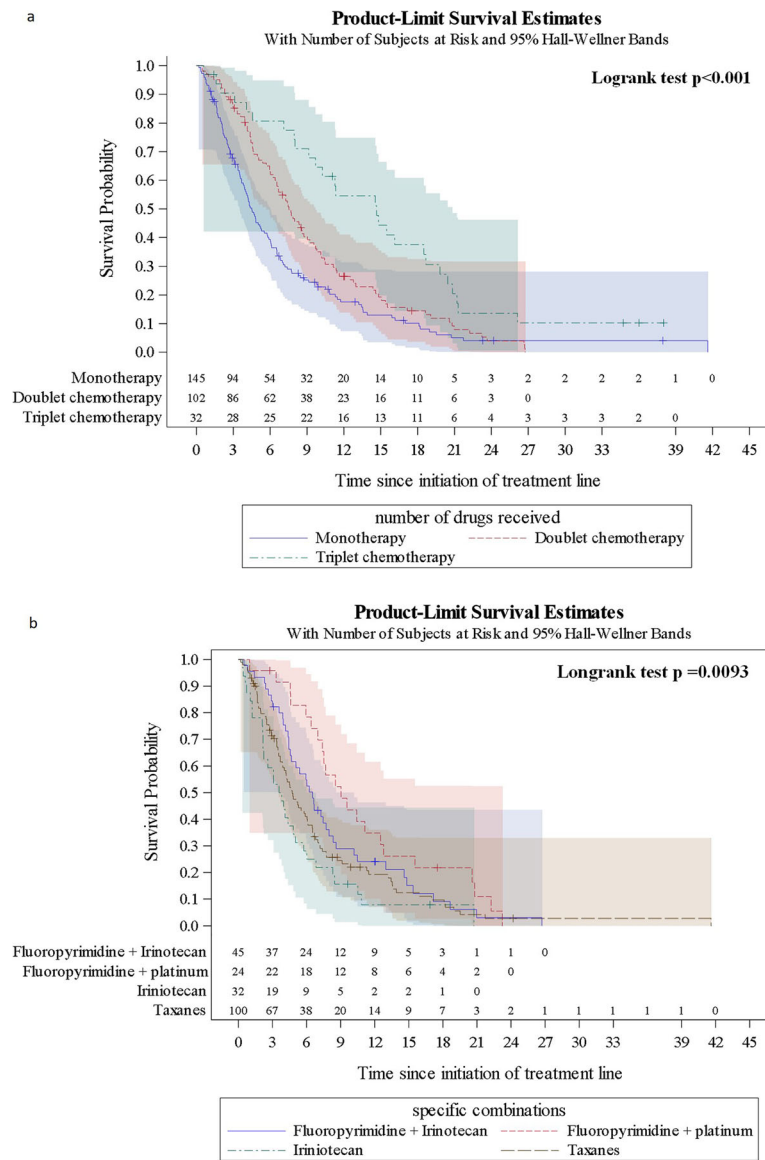 a
Product-Limit Survival Estimates
With Number of Subjects at Risk and 95% Hall-Wellner Bands
Logrank test p<0.001
Survival Probability
1.0
0.9
0.8
0.7
0.6
0.5
0.4
0.3
0.2
0.1
0.0
Monotherapy 145 94 54 32 20 14 10 5 3 2 2 2 2 1 0
Doublet chemotherapy 102 86 62 38 23 16 11 6 3 0
Triplet chemotherapy 32 28 25 22 16 13 11 6 4 3 3 3 2 0
0 3 6 9 12 15 18 21 24 27 30 33 39 42 45
Time since initiation of treatment line
number of drugs received
Monotherapy Doublet chemotherapy
Triplet chemotherapy
b
Product-Limit Survival Estimates
With Number of Subjects at Risk and 95% Hall-Wellner Bands
Longrank test p =0.0093
Survival Probability
1.0
0.9
0.8
0.7
0.6
0.5
0.4
0.3
0.2
0.1
0.0
Fluoropyrimidine + Irinotecan 45 37 24 12 9 5 3 1 1 0
Fluoropyrimidine + platinum 24 22 18 12 8 6 4 2 0
Iriniotecan 32 19 9 5 2 2 1 0
Taxanes 100 67 38 20 14 9 7 3 2 1 1 1 1 1 0
0 3 6 9 12 15 18 21 24 27 30 33 39 42 45
Time since initiation of treatment line
specific combinations
Fluoropyrimidine + Irinotecan Fluoropyrimidine + platinum
Iriniotecan Taxanes